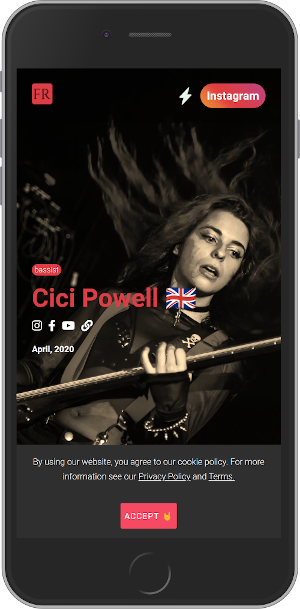 FR
Instagram
bassist
Cici Powell 🇬🇧
April, 2020
By using our website, you agree to our cookie policy. For more
information see our Privacy Policy and Terms.
ACCEPT 🤘